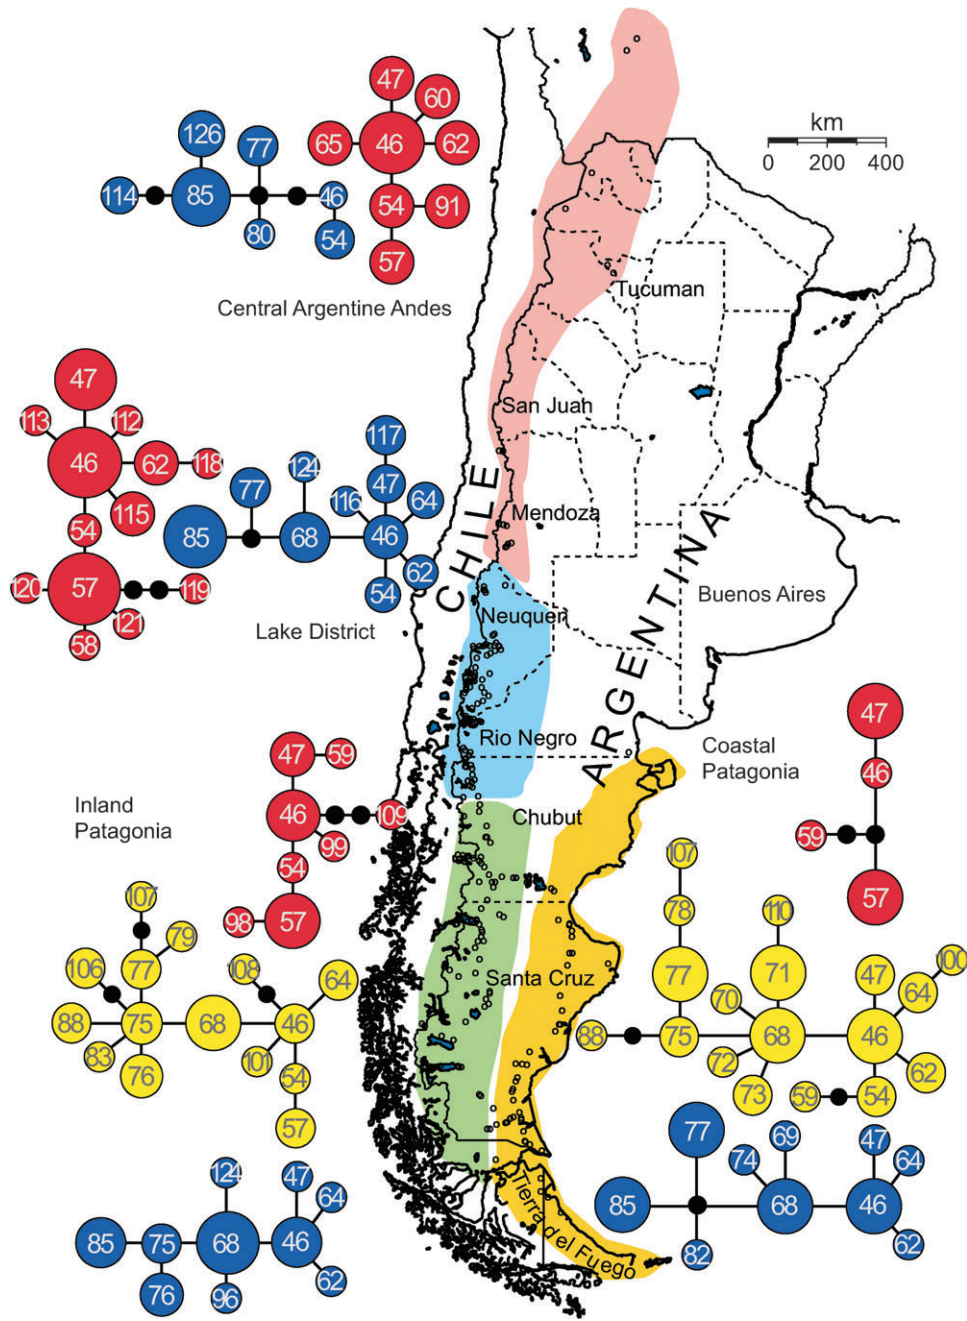 km
0 200 400
47
60
65 46 62
54 91
57
126 77
114 85 46
80 54
Central Argentine Andes
Tucuman
San Juan
Mendoza
CHILE
ARGENTINA
Buenos Aires
Neuquen
Rio Negro
Chubut
Santa Cruz
Tierra del Fuego
47
113 112
46 62 118
115
54
120 57 119
121
58
117
77 124 47 64
116
85 68 46
62
54
Lake District
Inland
Patagonia
47 59
46 109
99
54
98 57
107
79
106 77 108 64
88 75 68 46
83 101
76 54
57
124 47 64
85 75 68 46
76 96 62
Coastal
Patagonia
47
46
59
57
107
78 110
77 71 47 100
70 64
88 75 68 46
72 62
73 59 54
77 69 47
74 64
85 68 46
82 62